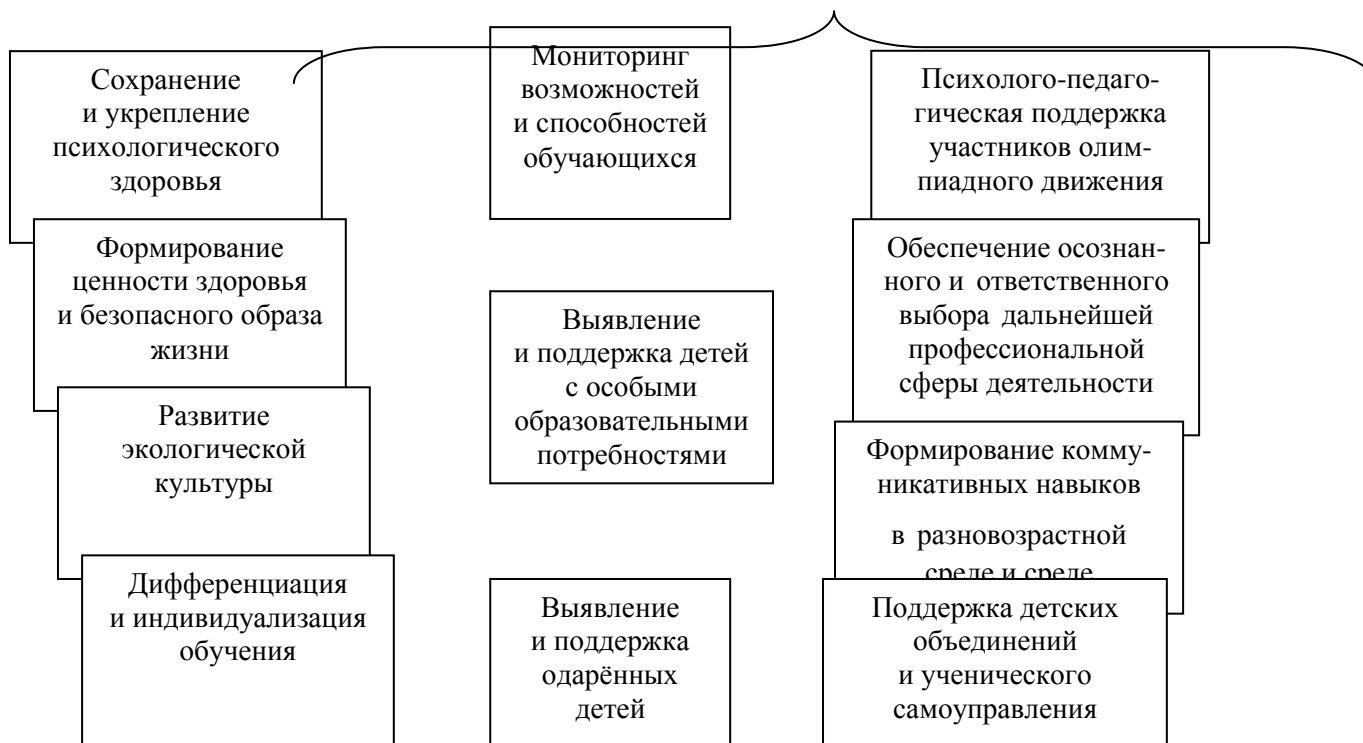 Сохранение
и укрепление
психологического
здоровья
Формирование
ценности здоровья
и безопасного образа
жизни
Развитие
экологической
культуры
Дифференциация
и индивидуализация
обучения
Мониторинг
возможностей
и способностей
обучающихся
Выявление
и поддержка детей
с особыми
образовательными
потребностями
Выявление
и поддержка
одарённых
детей
Психолого-педаго-
гическая поддержка
участников олим-
пиадного движения
Обеспечение осознан-
ного и ответственного
выбора дальнейшей
профессиональной
сферы деятельности
Формирование комму-
никативных навыков
в разновозрастной
среде и среде
Поддержка детских
объединений
и ученического
самоуправления